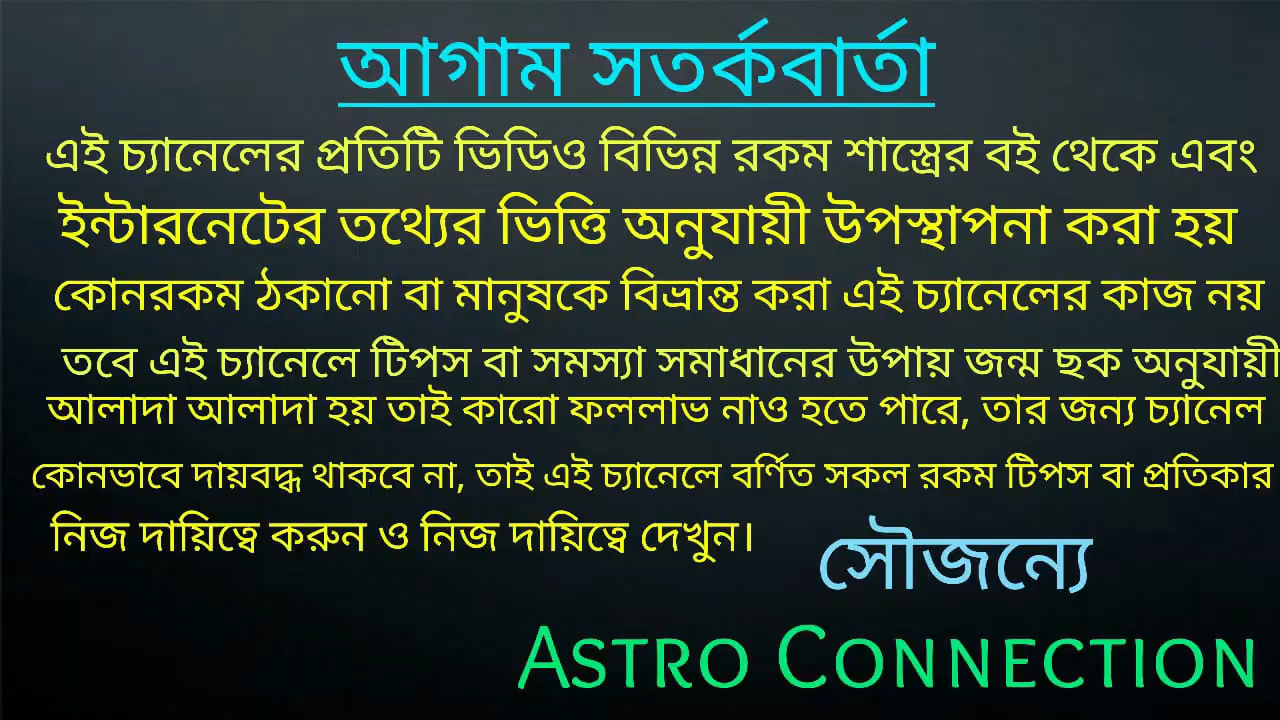 আগাম সতর্কবার্তা
এই চ্যানেলের প্রতিটি ভিডিও বিভিন্ন রকম শাস্ত্রের বই থেকে এবং
ইন্টারনেটের তথ্যের ভিত্তি অনুযায়ী উপস্থাপনা করা হয়
কোনরকম ঠকানো বা মানুষকে বিভ্রান্ত করা এই চ্যানেলের কাজ নয়
তবে এই চ্যানেলে টিপস বা সমস্যা সমাধানের উপায় জন্ম ছক অনুযায়ী
আলাদা আলাদা হয় তাই কারো ফললাভ নাও হতে পারে, তার জন্য চ্যানেল
কোনভাবে দায়বদ্ধ থাকবে না, তাই এই চ্যানেলে বর্ণিত সকল রকম টিপস বা প্রতিকার
নিজ দায়িত্বে করুন ও নিজ দায়িত্বে দেখুন।
সৌজন্যে
ASTRO CONNECTION